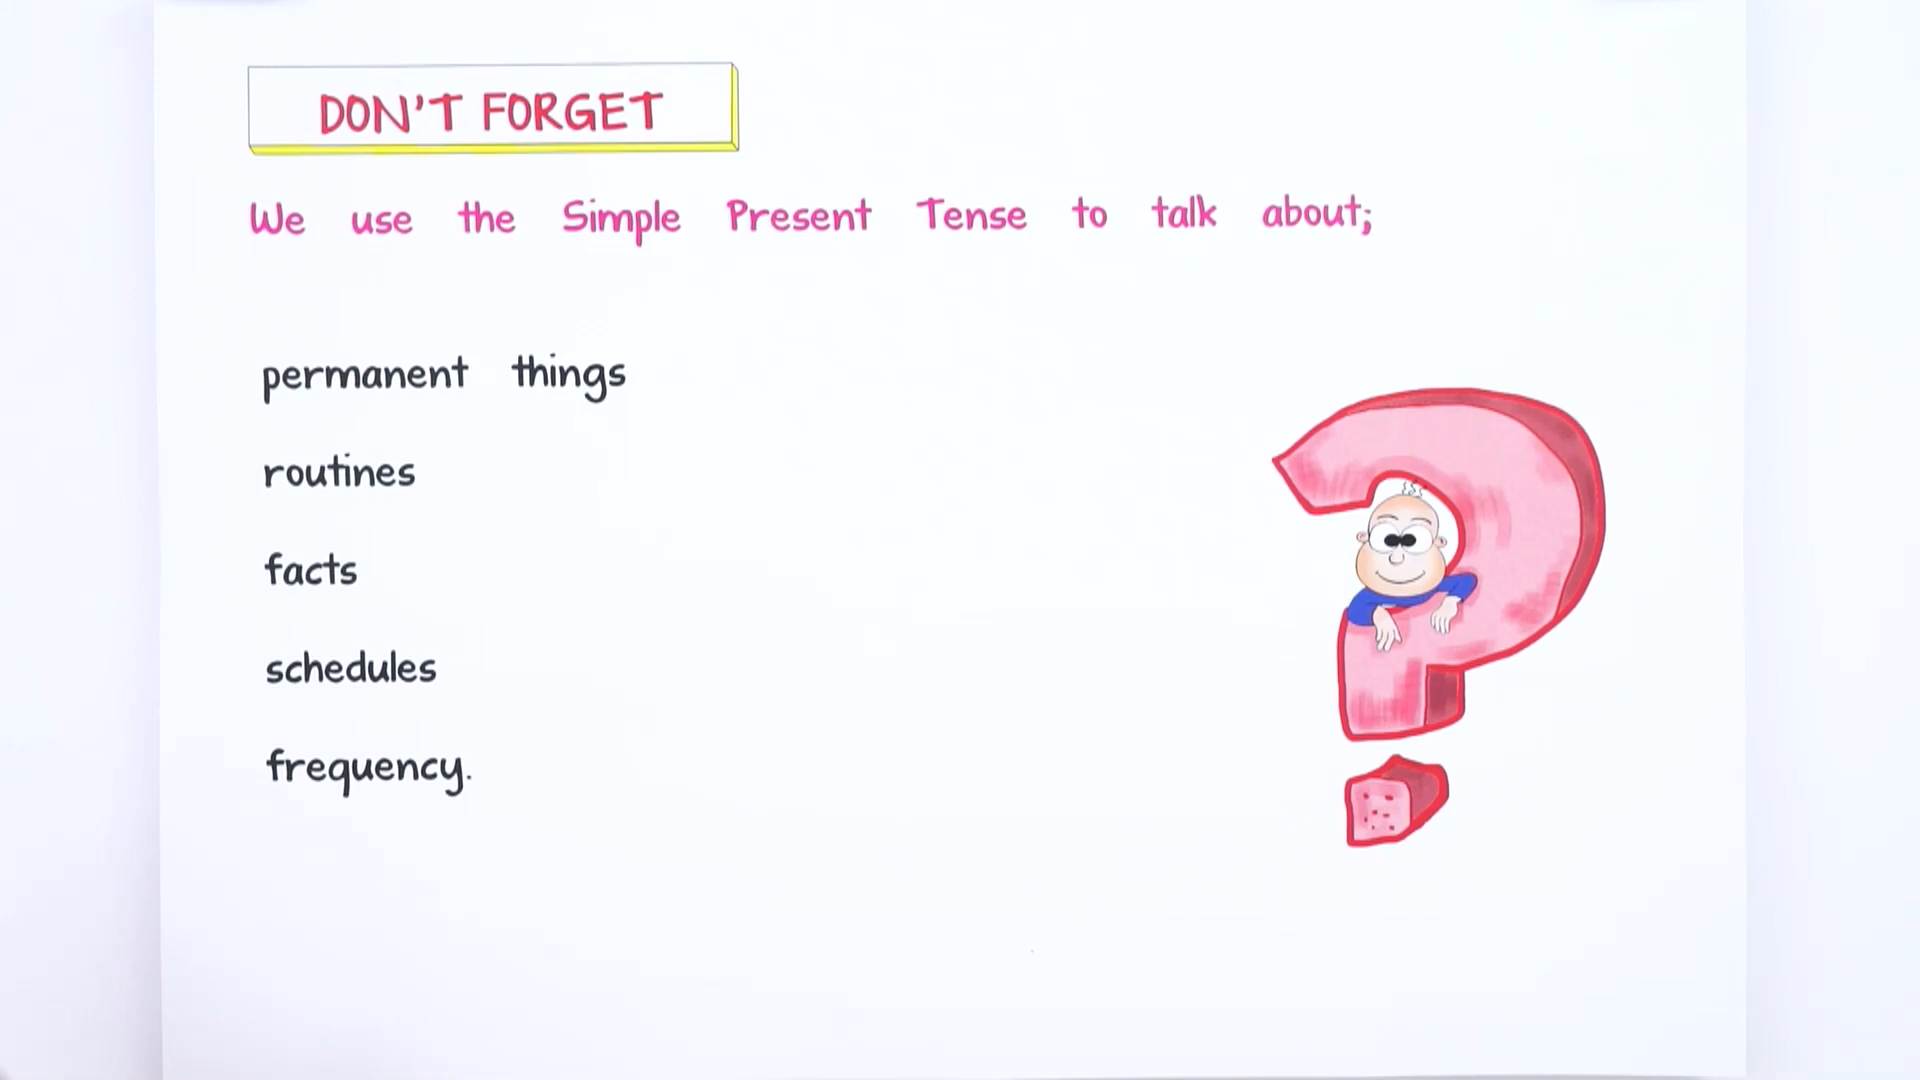 DON'T FORGET
We use the Simple Present Tense to talk about;
permanent things
routines
facts
schedules
frequency.